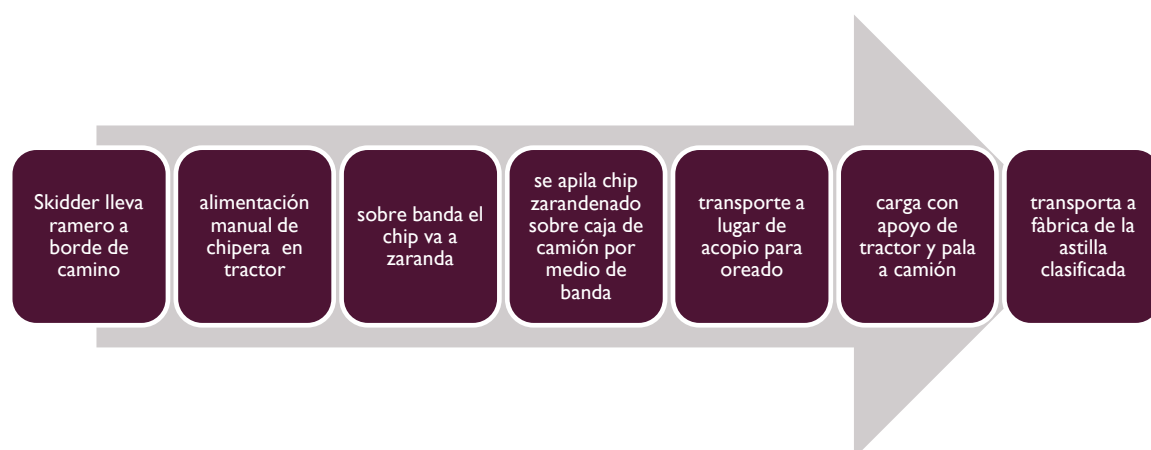 Skidder lleva
ramero a
borde de
camino
alimentación
manual de
chipera en
tractor
sobre banda el
chip va a
zaranda
se apila chip
zarandenado
sobre caja de
camión por
medio de
banda
transporte a
lugar de
acopio para
oreado
carga con
apoyo de
tractor y pala
a camión
transporta a
fàbrica de la
astilla
clasificada